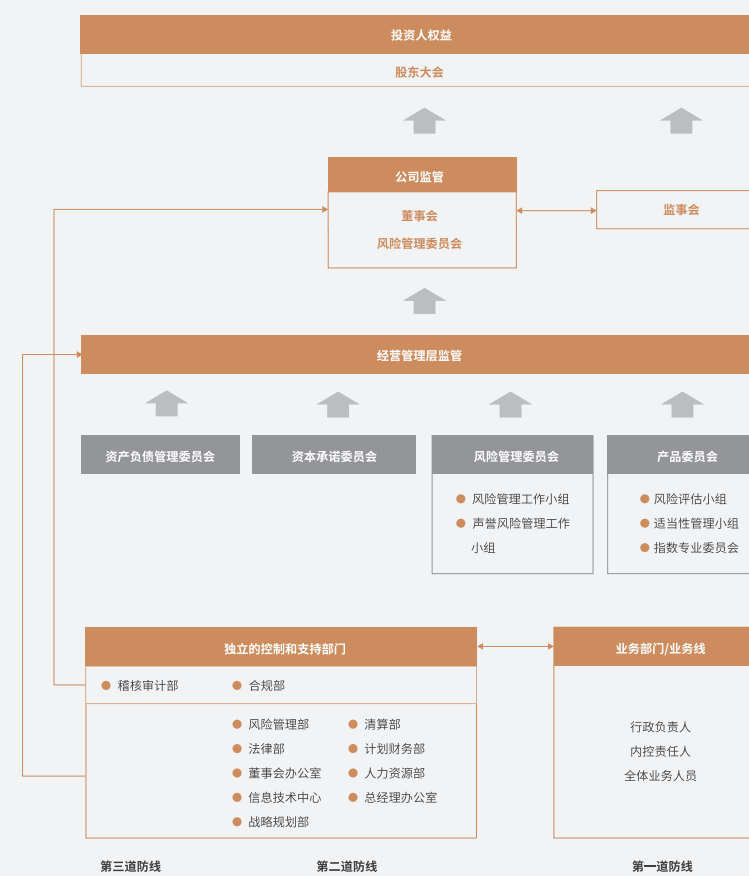 投资人权益
股东大会
公司监管
董事会
风险管理委员会
监事会
经营管理层监管
资产负债管理委员会
资本承诺委员会
风险管理委员会
产品委员会
风险管理工作小组
声誉风险管理工作
小组
风险评估小组
适当性管理小组
指数专业委员会
独立的控制和支持部门
业务部门/业务线
稽核审计部
合规部
风险管理部
清算部
法律部
计划财务部
董事会办公室
人力资源部
信息技术中心
总经理办公室
战略规划部
行政负责人
内控责任人
全体业务人员
第三道防线
第二道防线
第一道防线